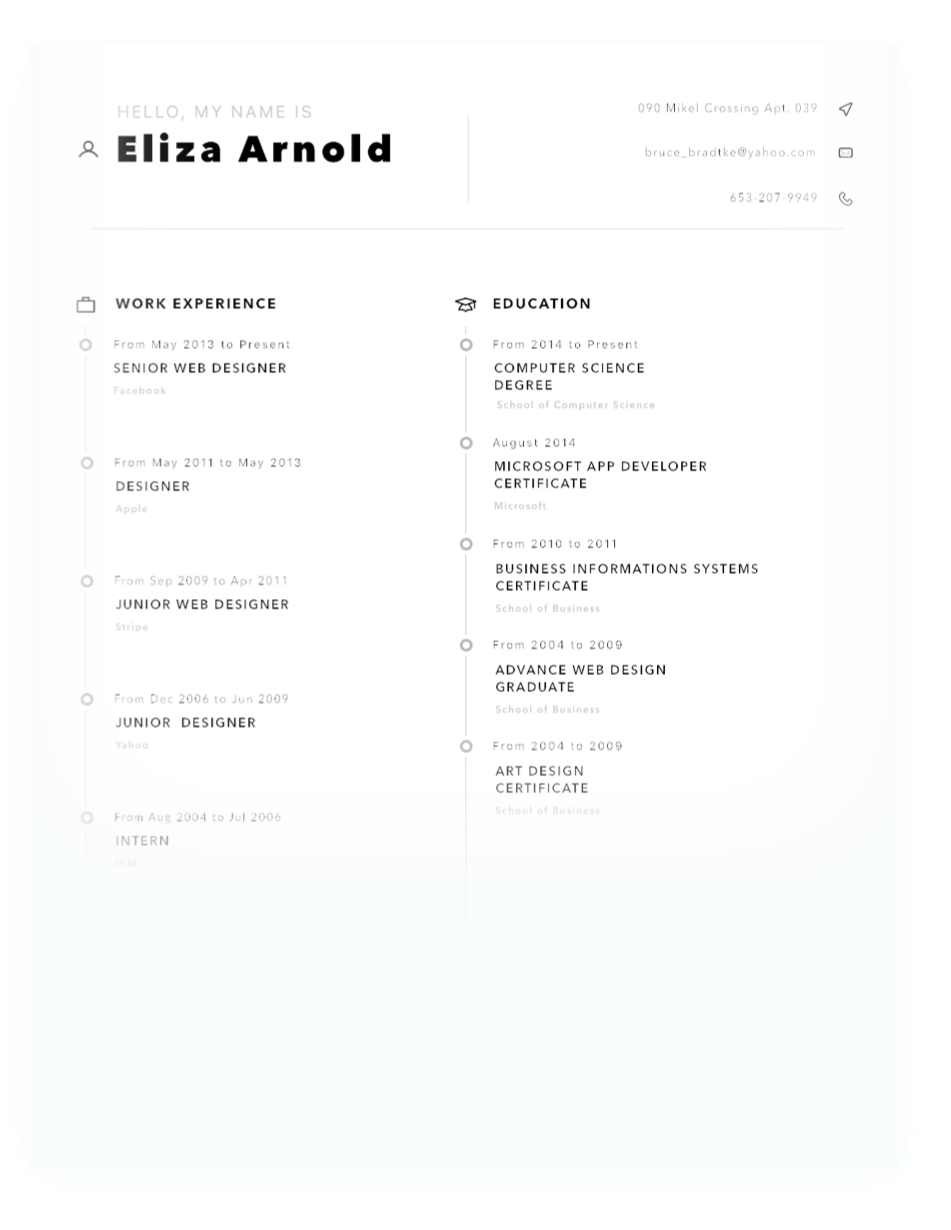 HELLO, MY NAME IS
Eliza Arnold
090 Mikel Crossing Apt. 039
bruce_bradtke@yahoo.com
653-207-9949
WORK EXPERIENCE
From May 2013 to Present
SENIOR WEB DESIGNER
Facebook
From May 2011 to May 2013
DESIGNER
Apple
From Sep 2009 to Apr 2011
JUNIOR WEB DESIGNER
Stripe
From Dec 2006 to Jun 2009
JUNIOR DESIGNER
Yahoo
From Aug 2004 to Jul 2006
INTERN
IBM
EDUCATION
From 2014 to Present
COMPUTER SCIENCE
DEGREE
School of Computer Science
August 2014
MICROSOFT APP DEVELOPER
CERTIFICATE
Microsoft
From 2010 to 2011
BUSINESS INFORMATIONS SYSTEMS
CERTIFICATE
School of Business
From 2004 to 2009
ADVANCE WEB DESIGN
GRADUATE
School of Business
From 2004 to 2009
ART DESIGN
CERTIFICATE
School of Business